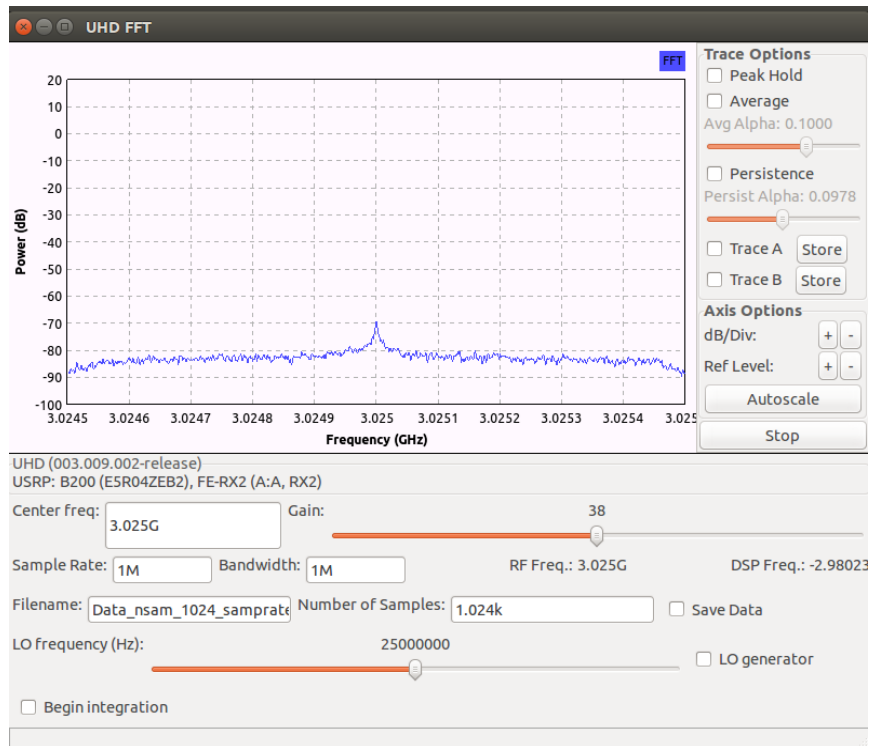 UHD FFT
FFT
20
10
0
-10
-20
-30
-40
-50
-60
-70
-80
-90
-100
Power (dB)
3.0245 3.0246 3.0247 3.0248 3.0249 3.025 3.0251 3.0252 3.0253 3.0254 3.025
Frequency (GHz)
Trace Options
Peak Hold
Average
Avg Alpha: 0.1000
Persistence
Persist Alpha: 0.0978
Trace A Store
Trace B Store
Axis Options
dB/Div: + -
Ref Level: + -
Autoscale
Stop
UHD (003.009.002-release)
USRP: B200 (E5R04ZEB2), FE-RX2 (A:A, RX2)
Center freq: 3.025G Gain: 38
Sample Rate: 1M Bandwidth: 1M RF Freq.: 3.025G DSP Freq.: -2.98023
Filename: Data_nsam_1024_samprate Number of Samples: 1.024k Save Data
LO frequency (Hz): 25000000 LO generator
Begin integration